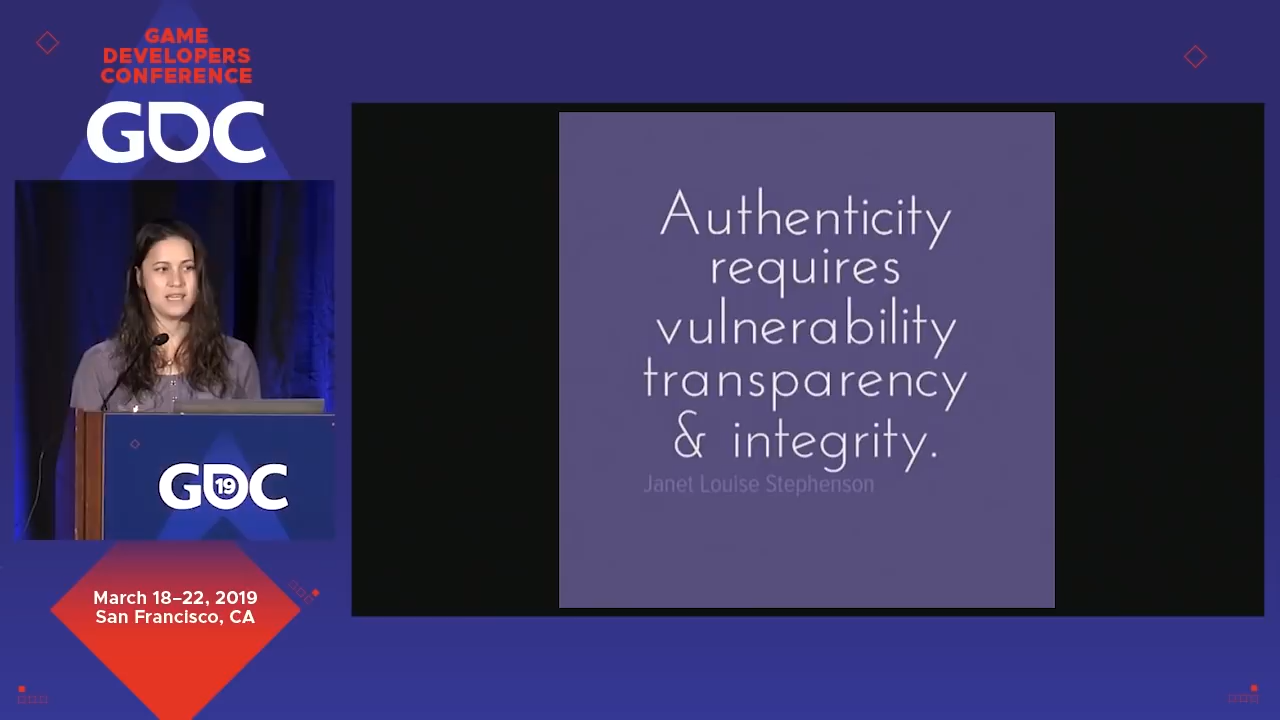 GAME
DEVELOPERS
CONFERENCE
GDC
GDC
19
March 18–22, 2019
San Francisco, CA
Authenticity
requires
vulnerability
transparency
& integrity.
Janet Louise Stephenson